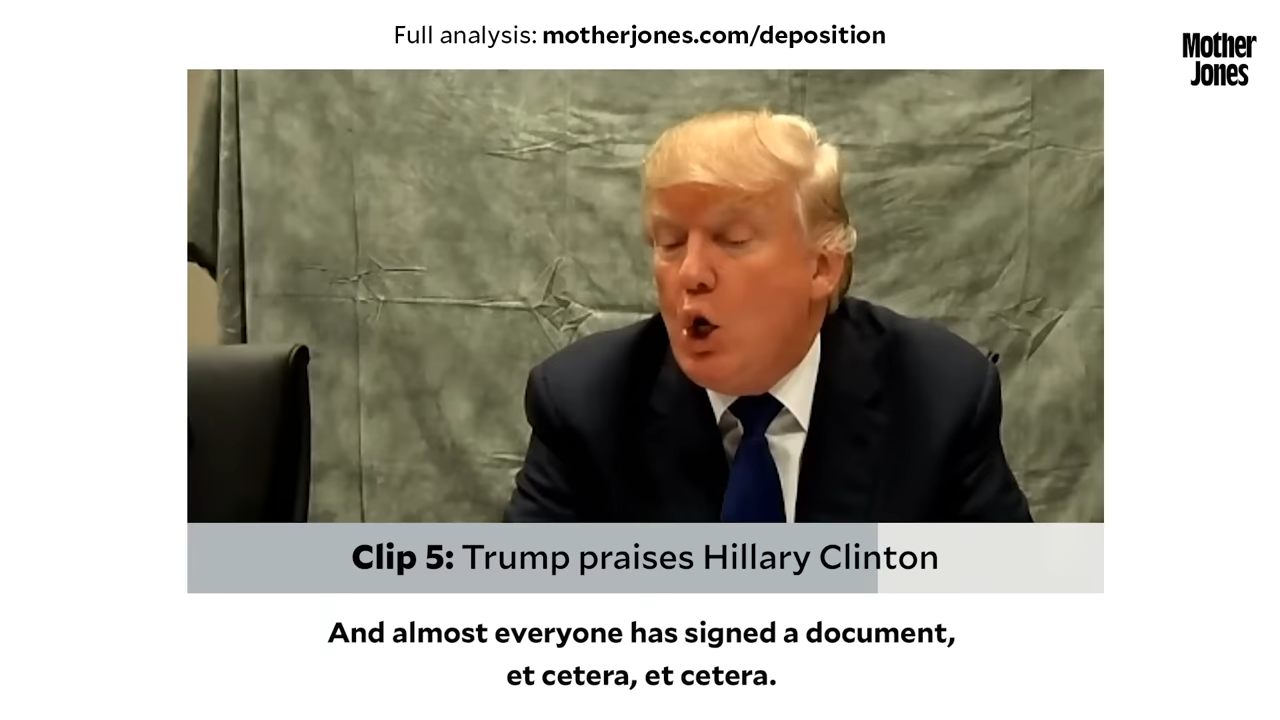 Full analysis: motherjones.com/deposition
Mother
Jones
Clip 5: Trump praises Hillary Clinton
And almost everyone has signed a document,
et cetera, et cetera.